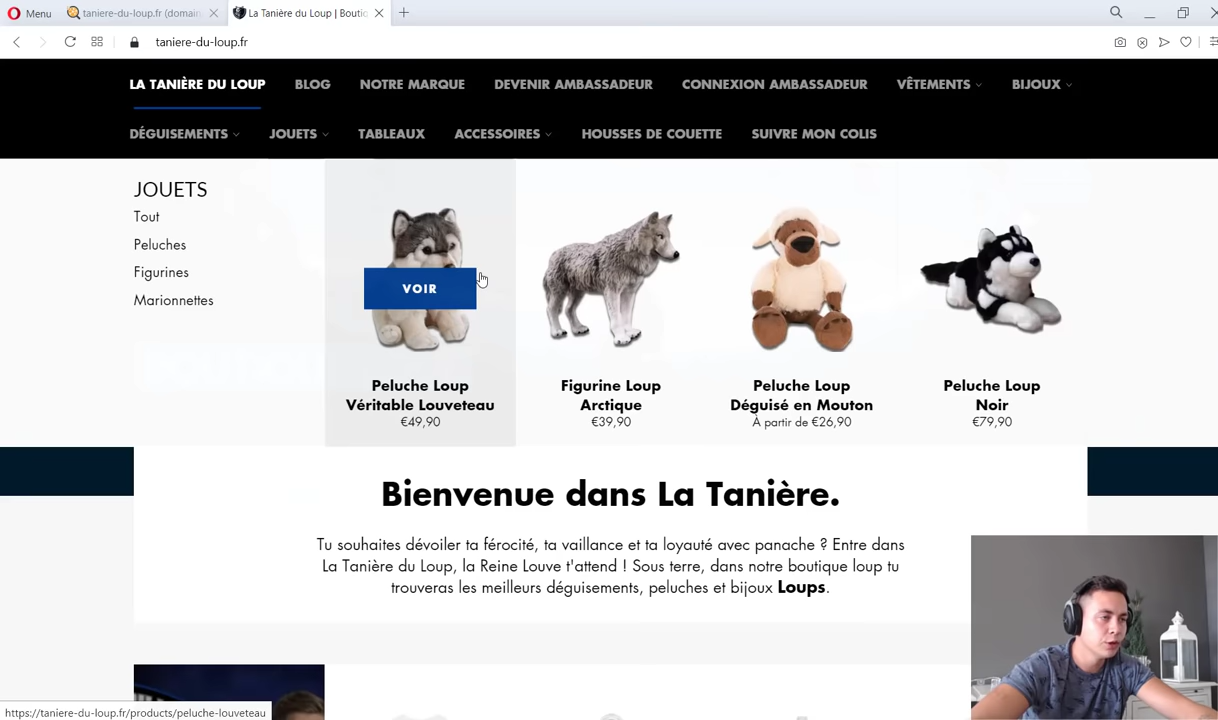 Menu
taniere-du-loup.fr (domain
La Tanière du Loup | Boutiq
taniere-du-loup.fr
LA TANIÈRE DU LOUP
BLOG
NOTRE MARQUE
DEVENIR AMBASSADEUR
CONNEXION AMBASSADEUR
VÊTEMENTS
BIJOUX
DÉGUISEMENTS
JOUETS
TABLEAUX
ACCESSOIRES
HOUSSES DE COUETTE
SUIVRE MON COLIS
JOUETS
Tout
Peluches
Figurines
Marionnettes
VOIR
Peluche Loup
Véritable Louveteau
€49,90
Figurine Loup
Arctique
€39,90
Peluche Loup
Déguisé en Mouton
À partir de €26,90
Peluche Loup
Noir
€79,90
Bienvenue dans La Tanière.
Tu souhaites dévoiler ta férocité, ta vaillance et ta loyauté avec panache ? Entre dans
La Tanière du Loup, la Reine Louve t'attend ! Sous terre, dans notre boutique loup tu
trouveras les meilleurs déguisements, peluches et bijoux Loups.
https://taniere-du-loup.fr/products/peluche-louveteau